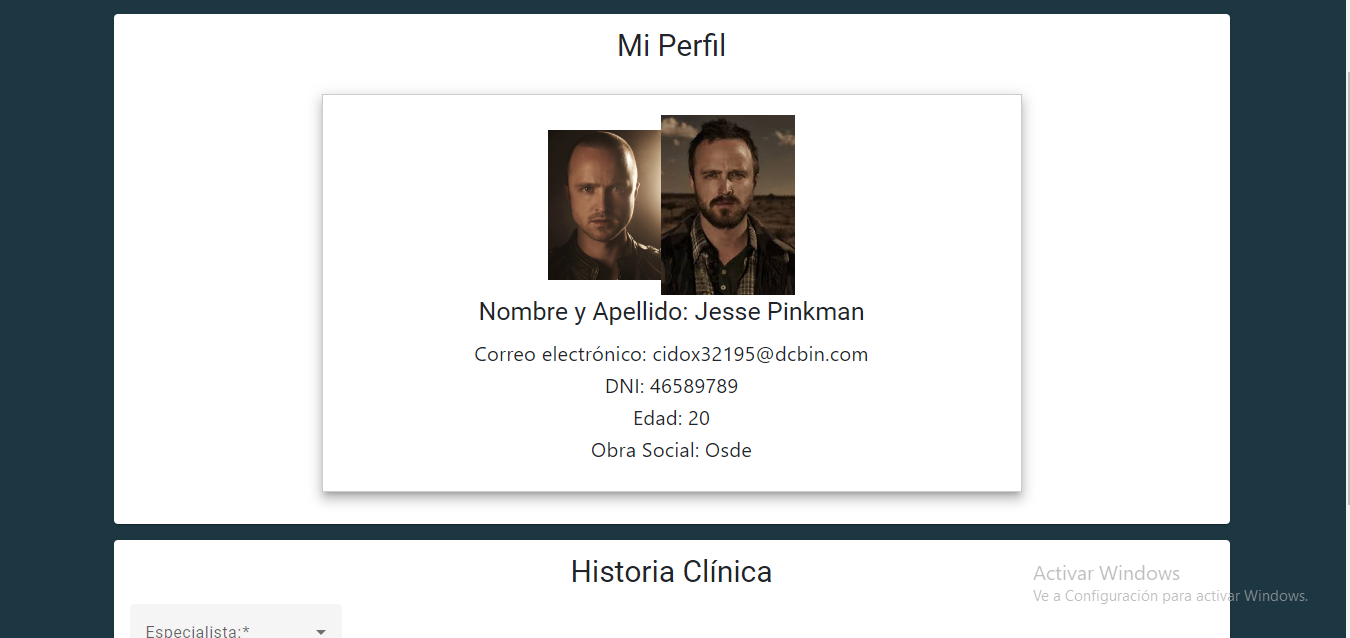 Mi Perfil
Nombre y Apellido: Jesse Pinkman
Correo electrónico: cidox32195@dcbin.com
DNI: 46589789
Edad: 20
Obra Social: Osde
Historia Clínica
Activar Windows
Ve a Configuración para activar Windows.
Especialista:*